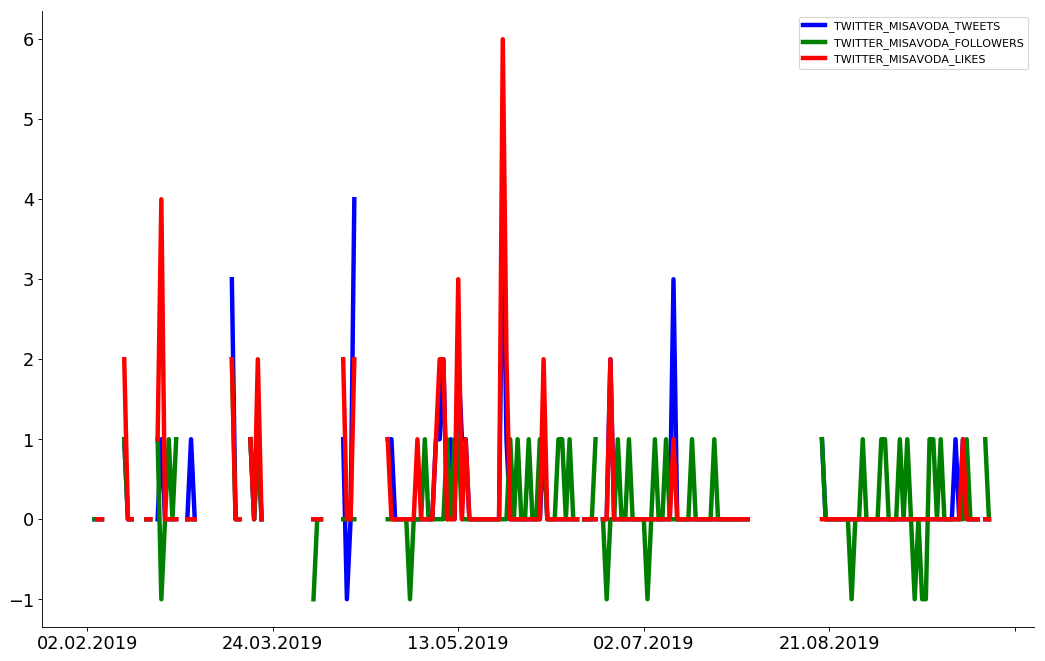 TWITTER_MISAVODA_TWEETS
TWITTER_MISAVODA_FOLLOWERS
TWITTER_MISAVODA_LIKES
6
5
4
3
2
1
0
−1
02.02.2019 24.03.2019 13.05.2019 02.07.2019 21.08.2019